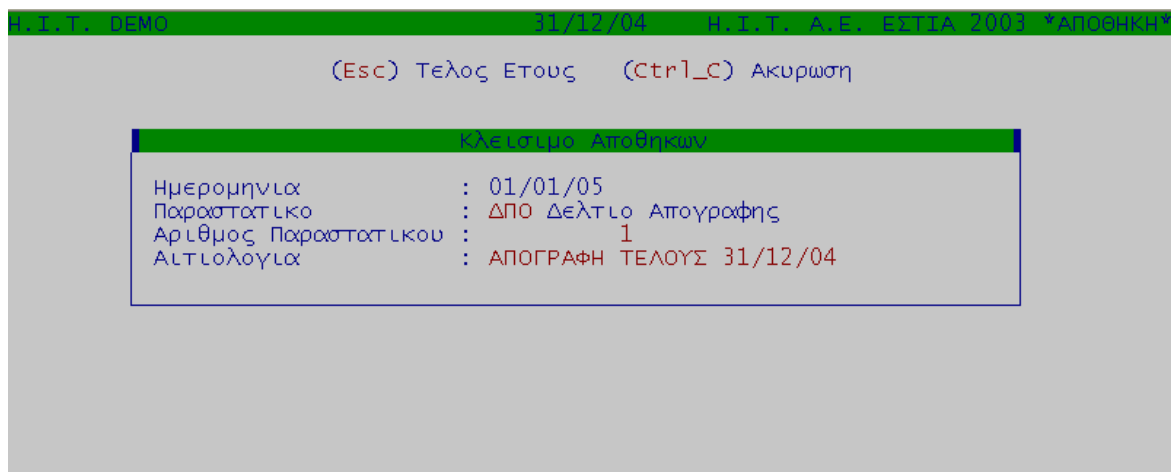 H.I.T. DEMO 31/12/04 H.I.T. A.E. ΕΣΤΙΑ 2003 *ΑΠΟΘΗΚΗ*
(Esc) Τελος Ετους (Ctrl_C) Ακυρωση
Κλεισιμο Αποθηκων
Ημερομηνια : 01/01/05
Παραστατικο : ΔΠΟ Δελτιο Απογραφης
Αριθμος Παραστατικου : 1
Αιτιολογια : ΑΠΟΓΡΑΦΗ ΤΕΛΟΥΣ 31/12/04